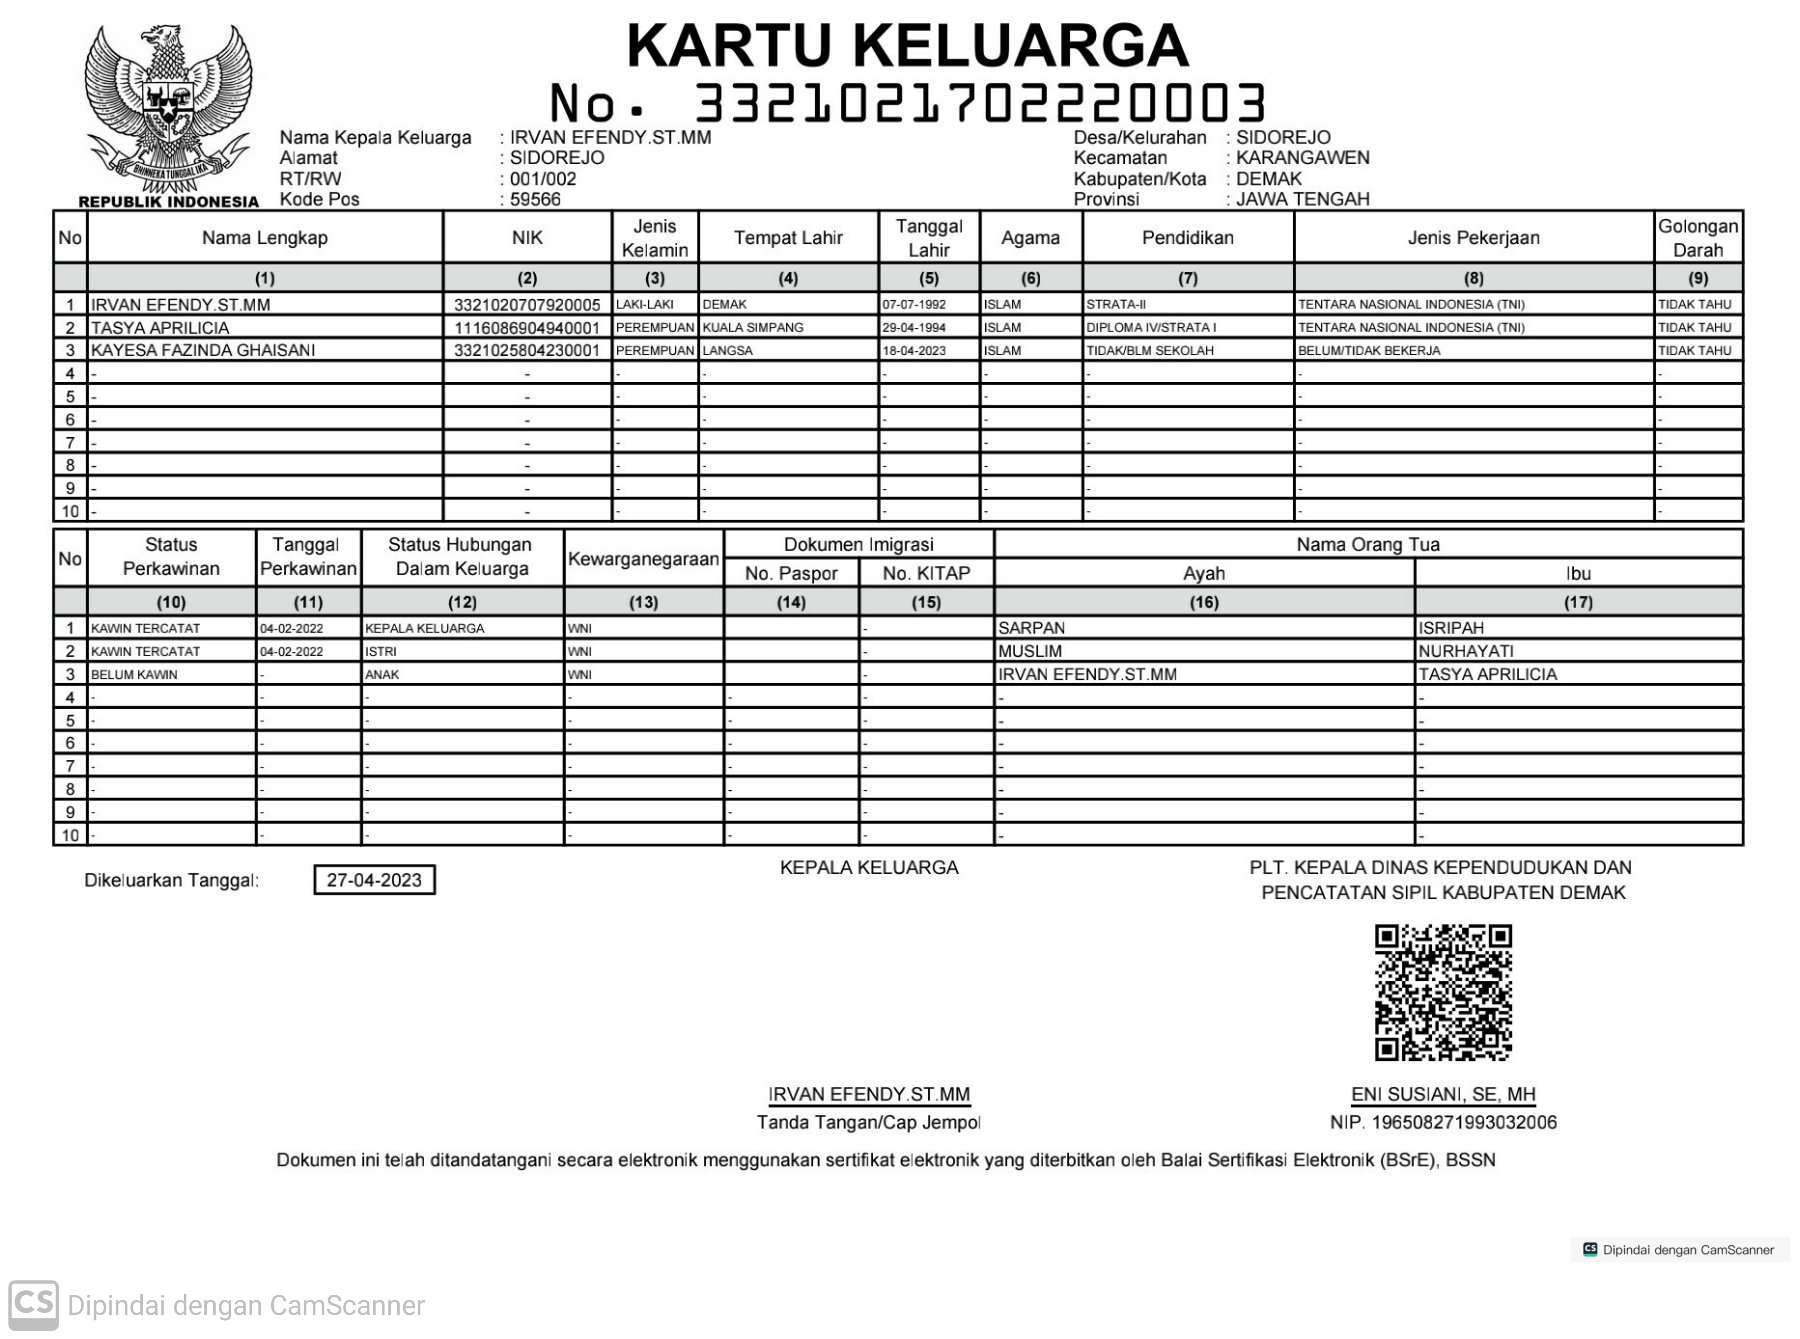 KARTU KELUARGA
No. 3321021702220003
BHINNEKA TUNGGAL IKA
REPUBLIK INDONESIA
Nama Kepala Keluarga : IRVAN EFENDY.ST.MM
Alamat : SIDOREJO
RT/RW : 001/002
Kode Pos : 59566
Desa/Kelurahan : SIDOREJO
Kecamatan : KARANGAWEN
Kabupaten/Kota : DEMAK
Provinsi : JAWA TENGAH
No Nama Lengkap NIK Jenis Kelamin Tempat Lahir Tanggal Lahir Agama Pendidikan Jenis Pekerjaan Golongan Darah
(1) (2) (3) (4) (5) (6) (7) (8) (9)
1 IRVAN EFENDY.ST.MM 3321020707920005 LAKI-LAKI DEMAK 07-07-1992 ISLAM STRATA-II TENTARA NASIONAL INDONESIA (TNI) TIDAK TAHU
2 TASYA APRILICIA 1116086904940001 PEREMPUAN KUALA SIMPANG 29-04-1994 ISLAM DIPLOMA IV/STRATA I TENTARA NASIONAL INDONESIA (TNI) TIDAK TAHU
3 KAYESA FAZINDA GHAISANI 3321025804230001 PEREMPUAN LANGSA 18-04-2023 ISLAM TIDAK/BLM SEKOLAH BELUM/TIDAK BEKERJA TIDAK TAHU
4 - - - - - - - - -
5 - - - - - - - - -
6 - - - - - - - - -
7 - - - - - - - - -
8 - - - - - - - - -
9 - - - - - - - - -
10 - - - - - - - - -
No Status Perkawinan Tanggal Perkawinan Status Hubungan Dalam Keluarga Kewarganegaraan Dokumen Imigrasi Nama Orang Tua
No. Paspor No. KITAP Ayah Ibu
(10) (11) (12) (13) (14) (15) (16) (17)
1 KAWIN TERCATAT 04-02-2022 KEPALA KELUARGA WNI - SARPAN ISRIPAH
2 KAWIN TERCATAT 04-02-2022 ISTRI WNI - MUSLIM NURHAYATI
3 BELUM KAWIN - ANAK WNI - IRVAN EFENDY.ST.MM TASYA APRILICIA
4 - - - - - - - -
5 - - - - - - - -
6 - - - - - - - -
7 - - - - - - - -
8 - - - - - - - -
9 - - - - - - - -
10 - - - - - - - -
Dikeluarkan Tanggal: 27-04-2023
KEPALA KELUARGA
IRVAN EFENDY.ST.MM
Tanda Tangan/Cap Jempol
PLT. KEPALA DINAS KEPENDUDUKAN DAN
PENCATATAN SIPIL KABUPATEN DEMAK
ENI SUSIANI, SE, MH
NIP. 196508271993032006
Dokumen ini telah ditandatangani secara elektronik menggunakan sertifikat elektronik yang diterbitkan oleh Balai Sertifikasi Elektronik (BSrE), BSSN
CS Dipindai dengan CamScanner
CS Dipindai dengan CamScanner